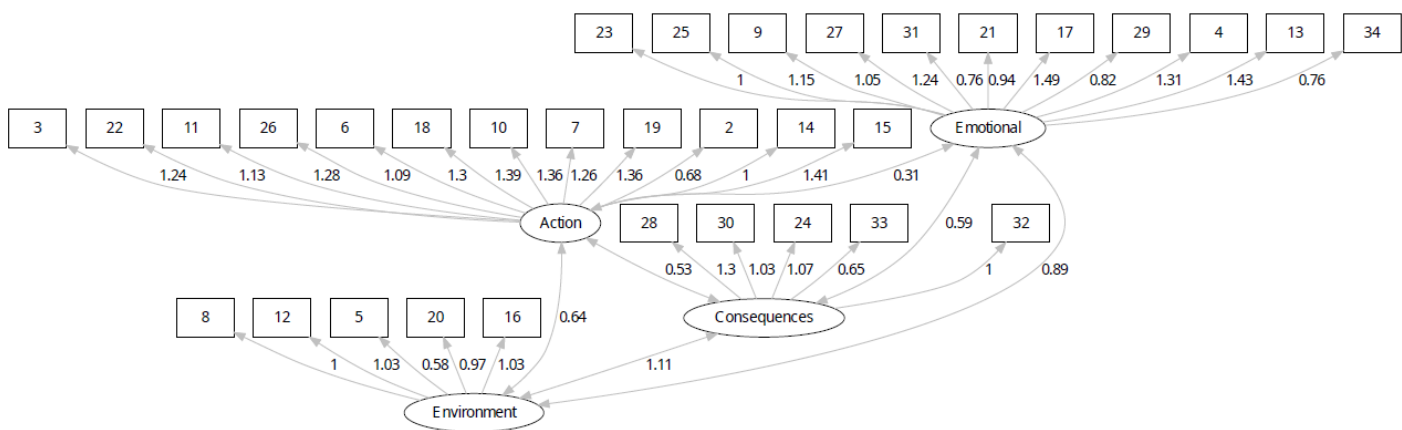 23 25 9 27 31 21 17 29 4 13 34
1 1.15 1.05 1.24 0.76 0.94 1.49 0.82 1.31 1.43 0.76
3 22 11 26 6 18 10 7 19 2 14 15 Emotional
1.24 1.13 1.28 1.09 1.3 1.39 1.36 1.26 1.36 0.68 1 1.41 0.31
Action 28 30 24 33 0.59 32
0.53 1.3 1.03 1.07 0.65 1 0.89
8 12 5 20 16 0.64 Consequences
1 1.03 0.58 0.97 1.03 1.11
Environment